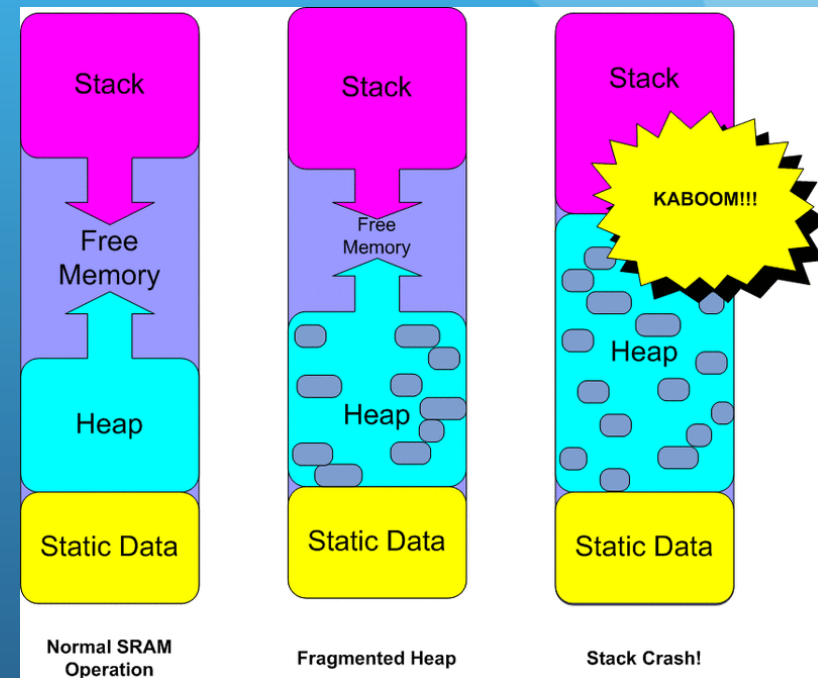 Stack
Free
Memory
Heap
Static Data
Normal SRAM
Operation
Stack
Free
Memory
Heap
Static Data
Fragmented Heap
Stack
KABOOM!!!
Heap
Static Data
Stack Crash!